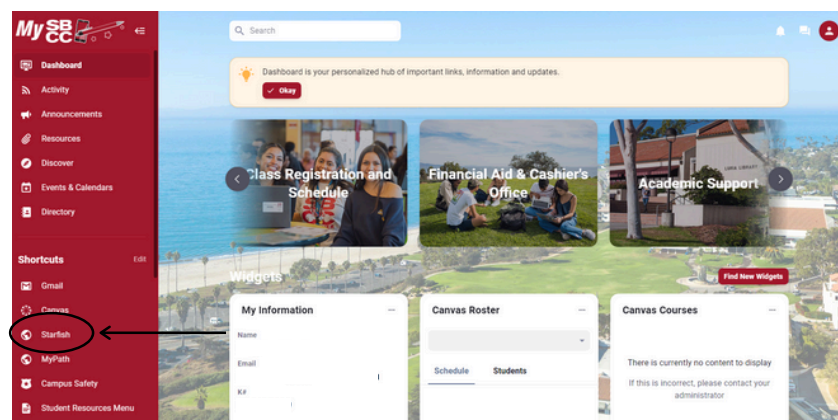 My SB CC
Search
Dashboard
Activity
Announcements
Resources
Discover
Events & Calendars
Directory
Shortcuts
Edit
Gmail
Canvas
Starfish
MyPath
Campus Safety
Student Resources Menu
Dashboard is your personalized hub of important links, information and updates.
Okay
Class Registration and
Schedule
Financial Aid & Cashier's
Office
Academic Support
Widgets
Find New Widgets
My Information
Name
Email
K#
Canvas Roster
Schedule
Students
Canvas Courses
There is currently no content to display
If this is incorrect, please contact your
administrator